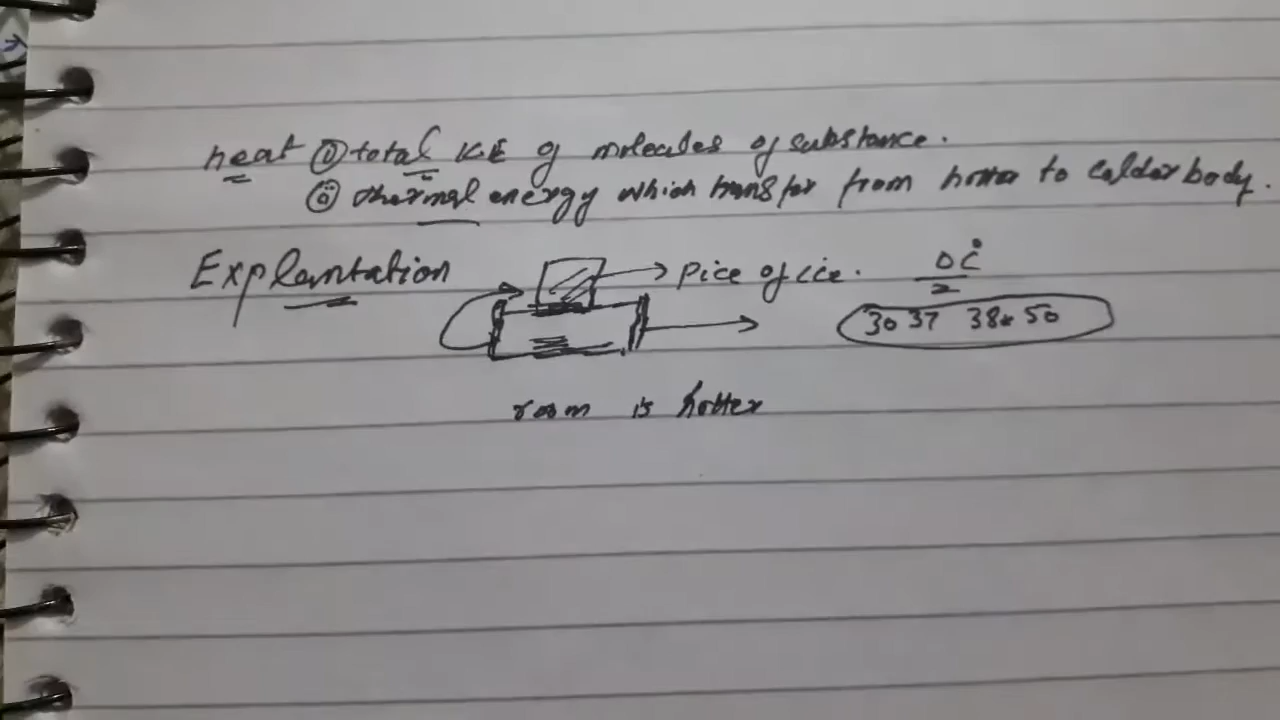 heat ① total KE of molecules of substance.
② thermal energy which transfer from hotter to colder body.
Explantation → Pice of ice. 0°C
30 37 38 50
room is hotter